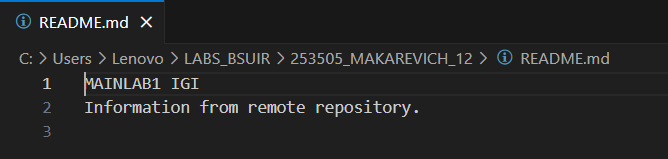 README.md
C: > Users > Lenovo > LABS_BSUIR > 253505_MAKAREVICH_12 > README.md
1 MAINLAB1 IGI
2 Information from remote repository.
3